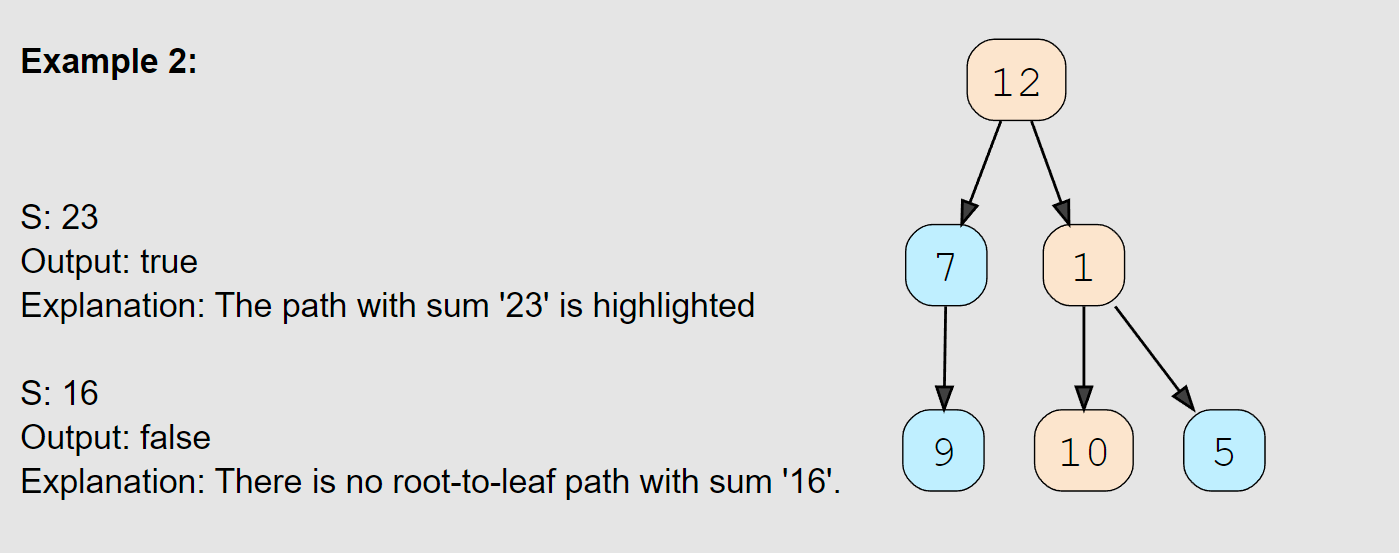 Example 2:
S: 23
Output: true
Explanation: The path with sum '23' is highlighted
S: 16
Output: false
Explanation: There is no root-to-leaf path with sum '16'.
12
7 1
9 10 5